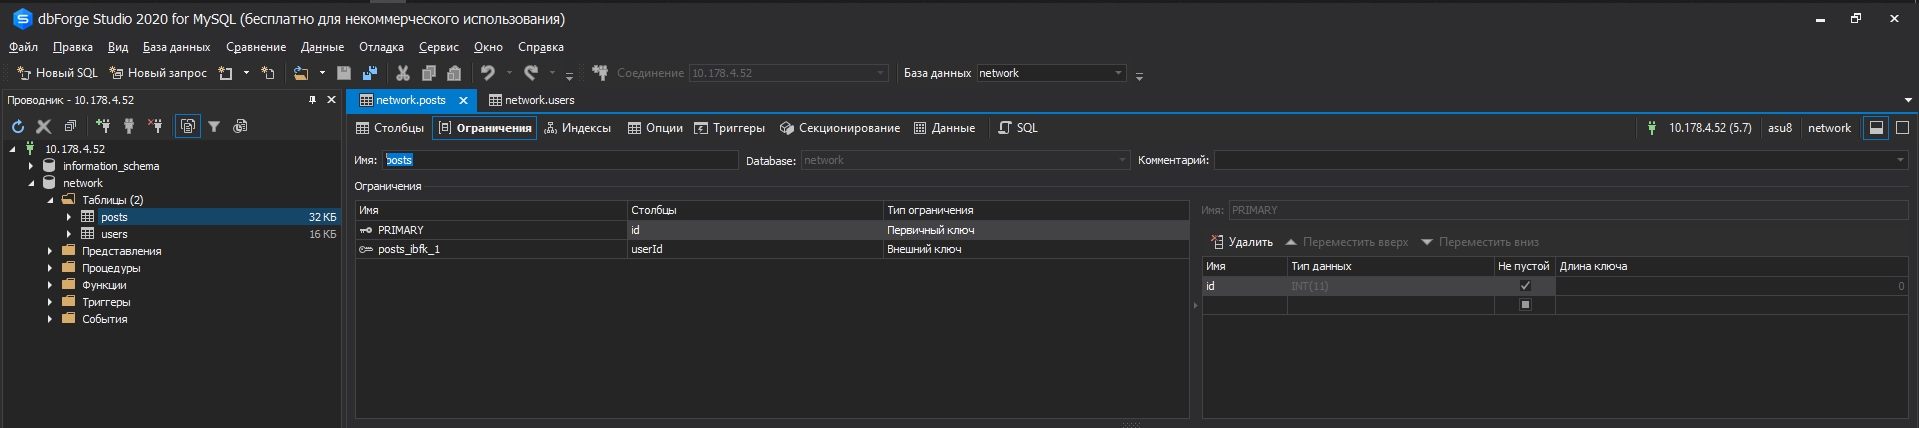 dbForge Studio 2020 for MySQL (бесплатно для некоммерческого использования)
Файл Правка Вид База данных Сравнение Данные Отладка Сервис Окно Справка
Новый SQL Новый запрос Соединение 10.178.4.52 База данных network
Проводник - 10.178.4.52
network.posts network.users
Столбцы Ограничения Индексы Опции Триггеры Секционирование Данные SQL 10.178.4.52 (5.7) asu8 network
10.178.4.52
information_schema
network
Таблицы (2)
posts 32 КБ
users 16 КБ
Представления
Процедуры
Функции
Триггеры
События
Имя: posts Database: network Комментарий:
Ограничения
Имя Столбцы Тип ограничения
PRIMARY id Первичный ключ
posts_ibfk_1 userId Внешний ключ
Имя: PRIMARY
Удалить Переместить вверх Переместить вниз
Имя Тип данных Не пустой Длина ключа
id INT(11) 0